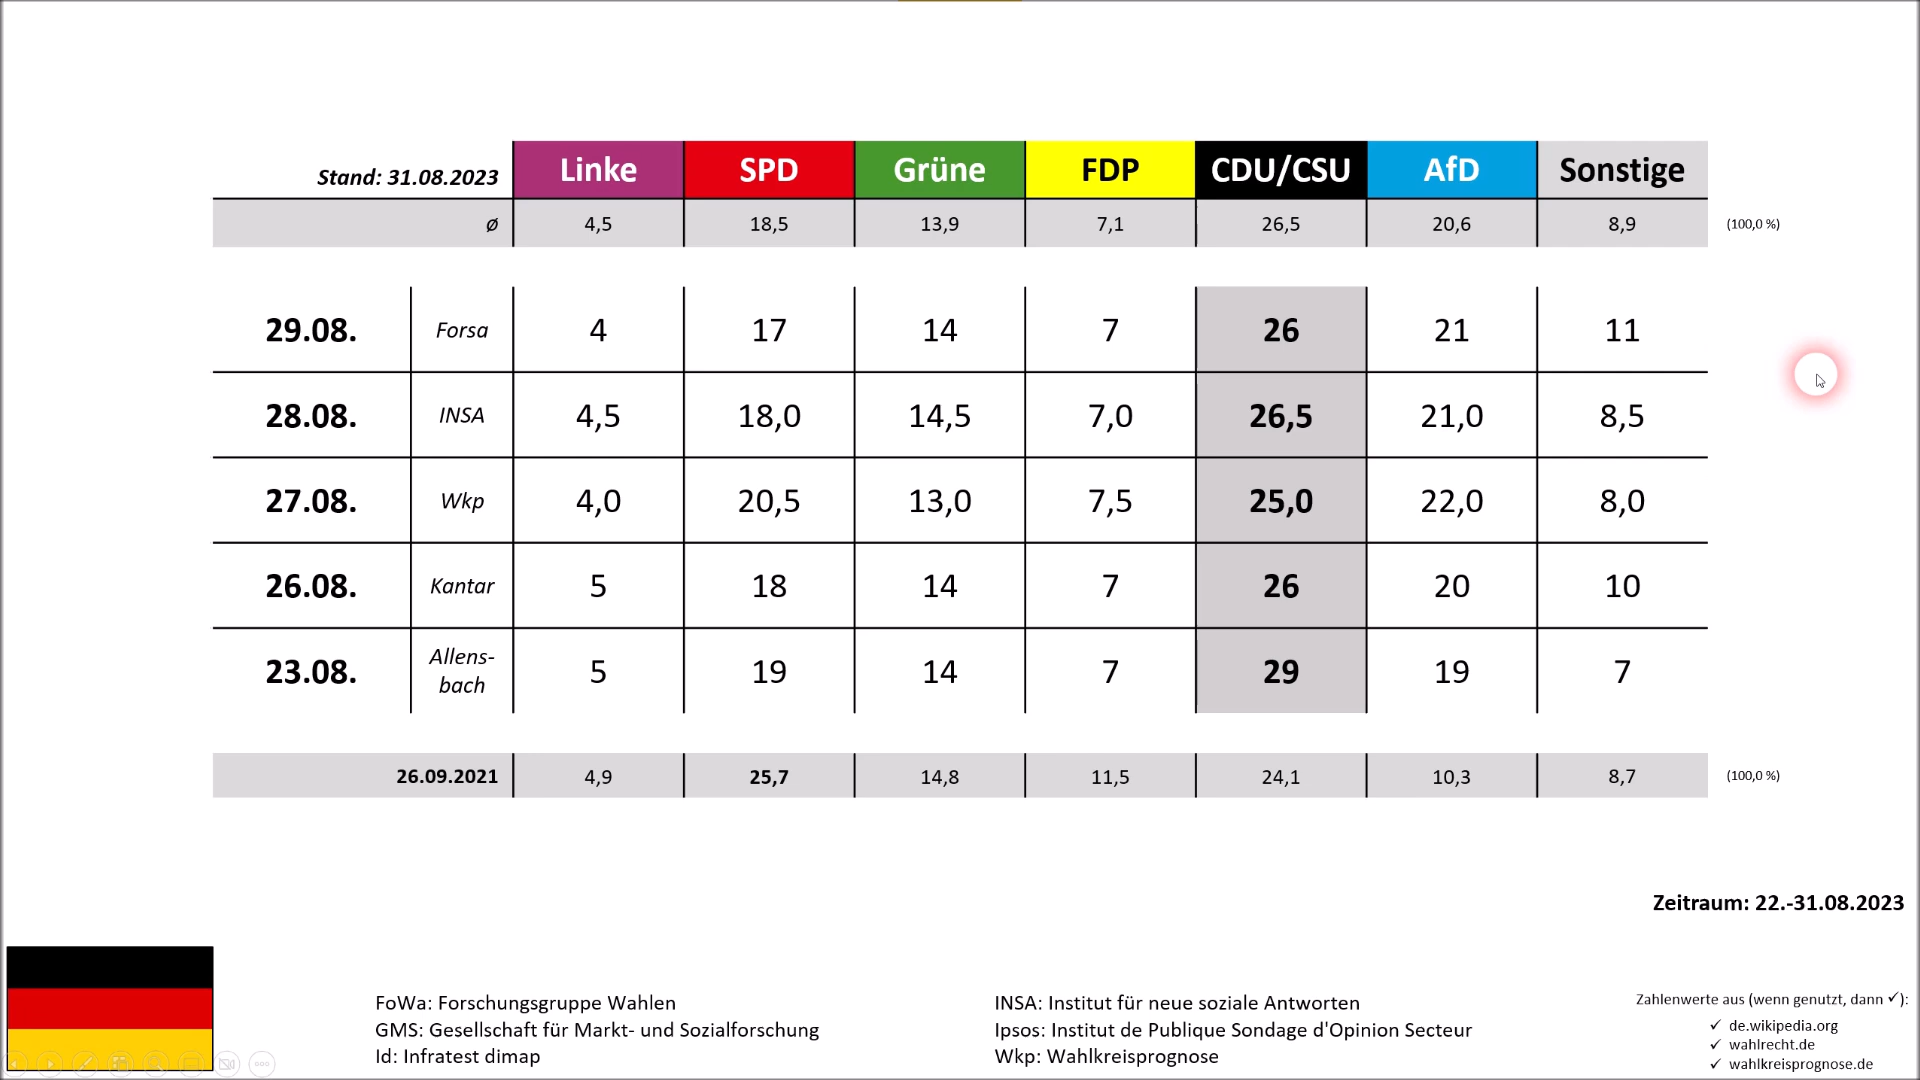 Stand: 31.08.2023 Linke SPD Grüne FDP CDU/CSU AfD Sonstige
ø 4,5 18,5 13,9 7,1 26,5 20,6 8,9 (100,0 %)
29.08. Forsa 4 17 14 7 26 21 11
28.08. INSA 4,5 18,0 14,5 7,0 26,5 21,0 8,5
27.08. Wkp 4,0 20,5 13,0 7,5 25,0 22,0 8,0
26.08. Kantar 5 18 14 7 26 20 10
23.08. Allens-
bach 5 19 14 7 29 19 7
26.09.2021 4,9 25,7 14,8 11,5 24,1 10,3 8,7 (100,0 %)
Zeitraum: 22.-31.08.2023
FoWa: Forschungsgruppe Wahlen
GMS: Gesellschaft für Markt- und Sozialforschung
Id: Infratest dimap
INSA: Institut für neue soziale Antworten
Ipsos: Institut de Publique Sondage d'Opinion Secteur
Wkp: Wahlkreisprognose
Zahlenwerte aus (wenn genutzt, dann ✓):
✓ de.wikipedia.org
✓ wahlrecht.de
✓ wahlkreisprognose.de